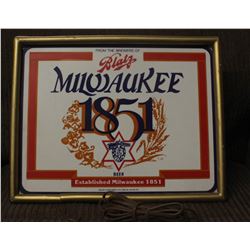 FROM THE BREWERS OF
Blatz
MILWAUKEE
1851
BEER
Established Milwaukee 1851